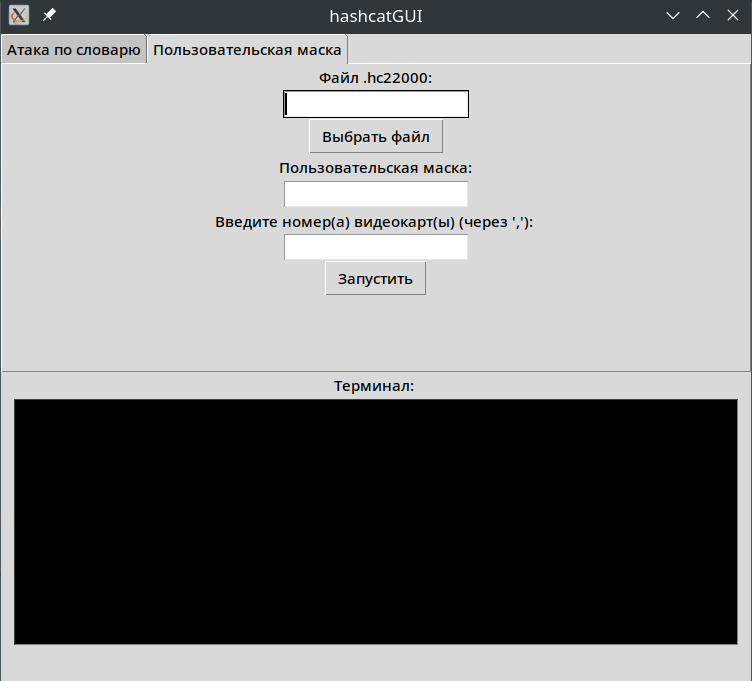 hashcatGUI
Атака по словарю Пользовательская маска
Файл .hc22000:
Выбрать файл
Пользовательская маска:
Введите номер(а) видеокарт(ы) (через ','):
Запустить
Терминал: